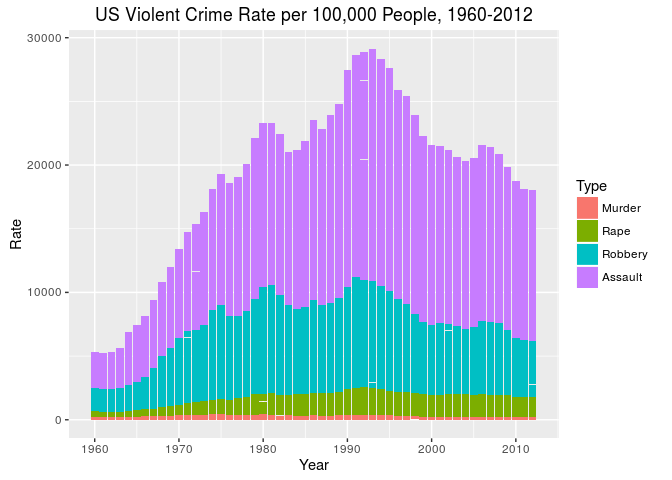 US Violent Crime Rate per 100,000 People, 1960-2012
30000
20000
10000
0
Rate
1960 1970 1980 1990 2000 2010
Year
Type
Murder
Rape
Robbery
Assault